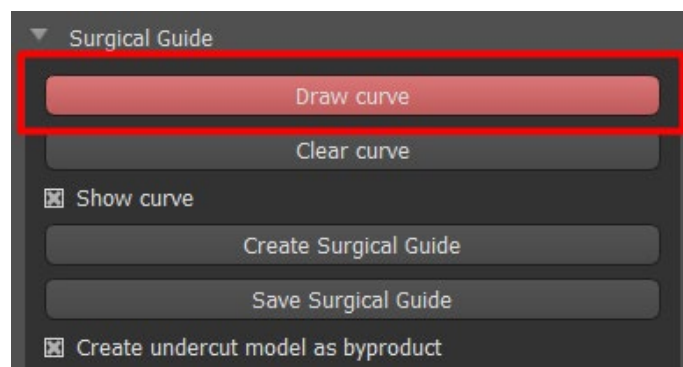 Surgical Guide
Draw curve
Clear curve
Show curve
Create Surgical Guide
Save Surgical Guide
Create undercut model as byproduct